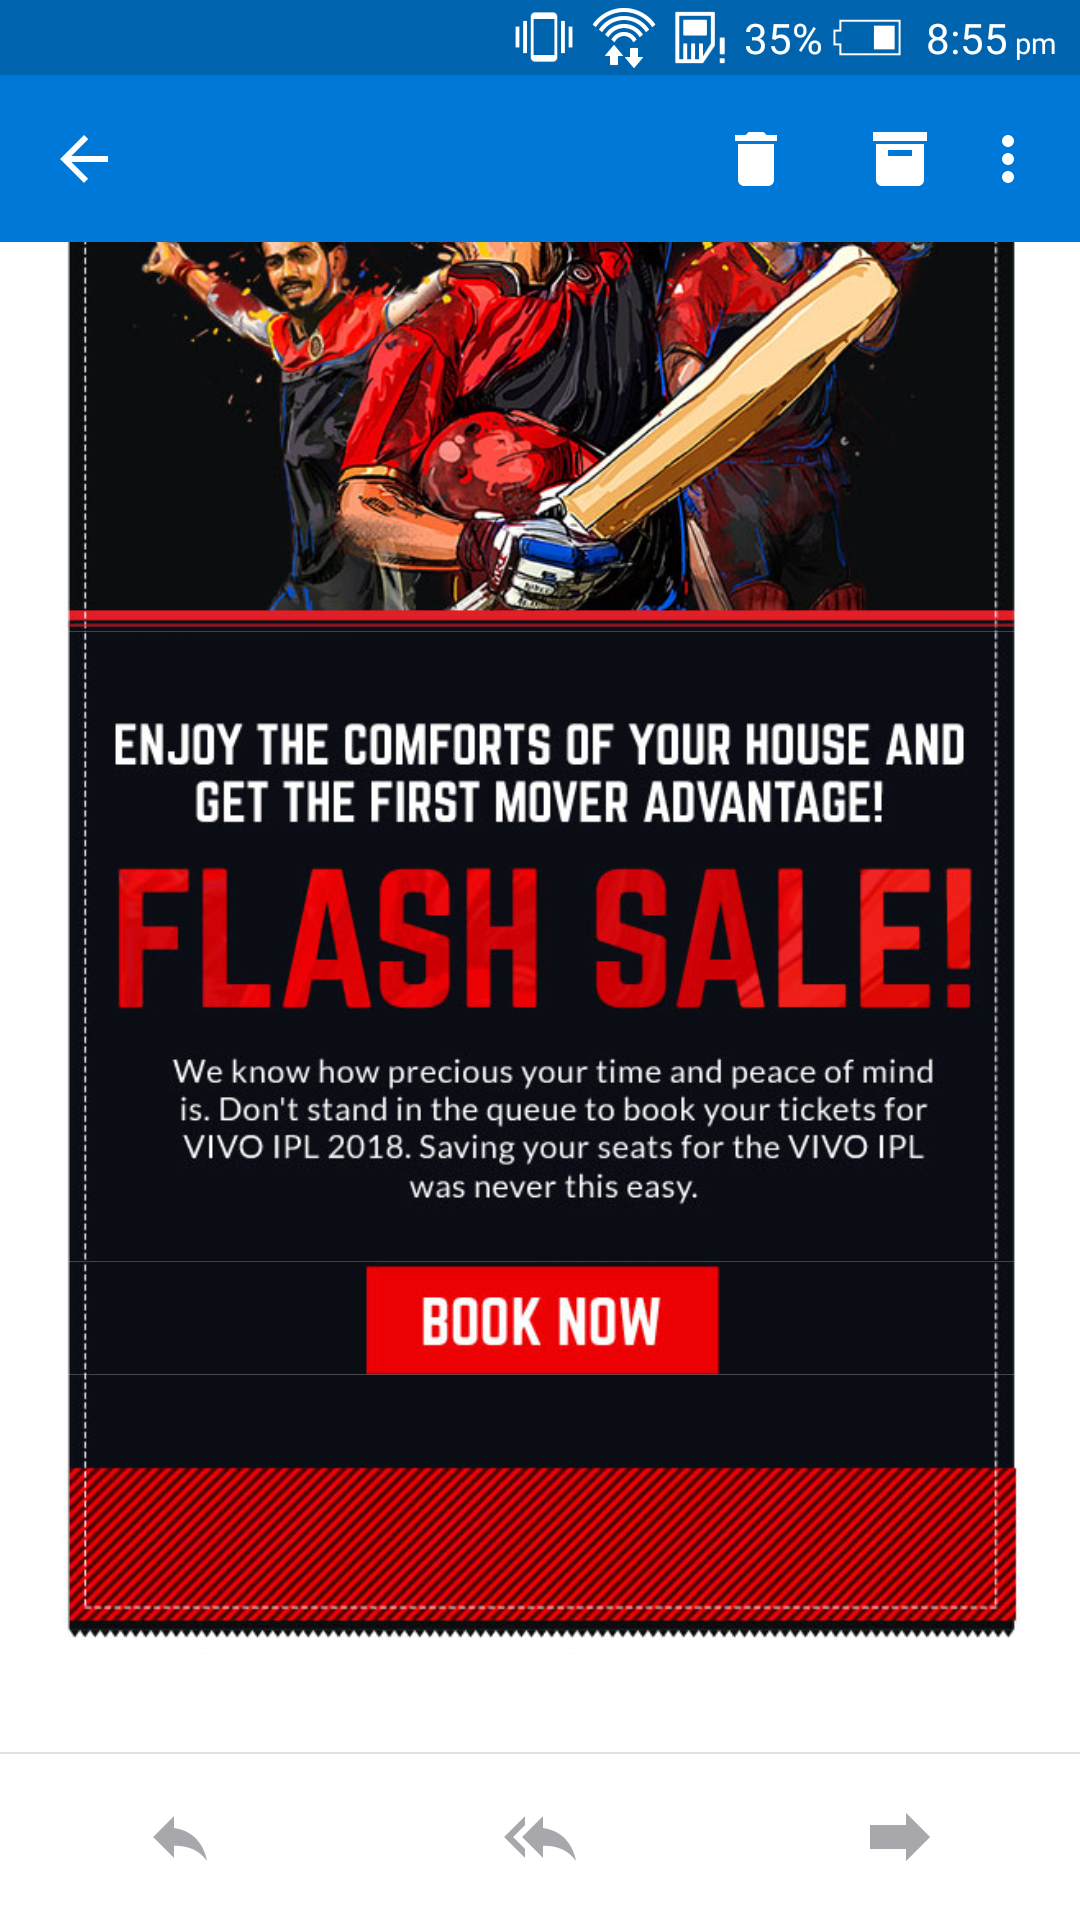 35% 8:55 pm
ENJOY THE COMFORTS OF YOUR HOUSE AND
GET THE FIRST MOVER ADVANTAGE!
FLASH SALE!
We know how precious your time and peace of mind
is. Don't stand in the queue to book your tickets for
VIVO IPL 2018. Saving your seats for the VIVO IPL
was never this easy.
BOOK NOW